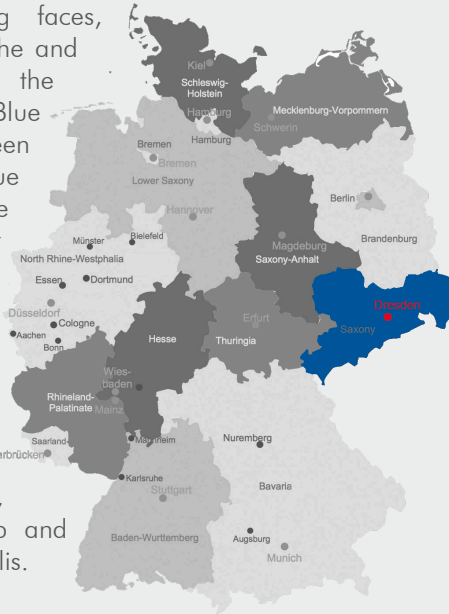 g faces,
he and
the
Blue
een
ue
e
Kiel
Schleswig-
Holstein
Hamburg
Hamburg
Mecklenburg-Vorpommern
Schwerin
Bremen
Bremen
Lower Saxony
Hannover
Berlin
Brandenburg
Magdeburg
Saxony-Anhalt
Münster
Bielefeld
North Rhine-Westphalia
Essen
Dortmund
Düsseldorf
Cologne
Aachen
Bonn
Hesse
Erfurt
Thuringia
Dresden
Saxony
Wies-
baden
Rhineland-
Palatinate
Mainz
Saarland
arbrücken
Mannheim
Karlsruhe
Nuremberg
Stuttgart
Bavaria
Baden-Wurttemberg
Augsburg
Munich
o and
lis.